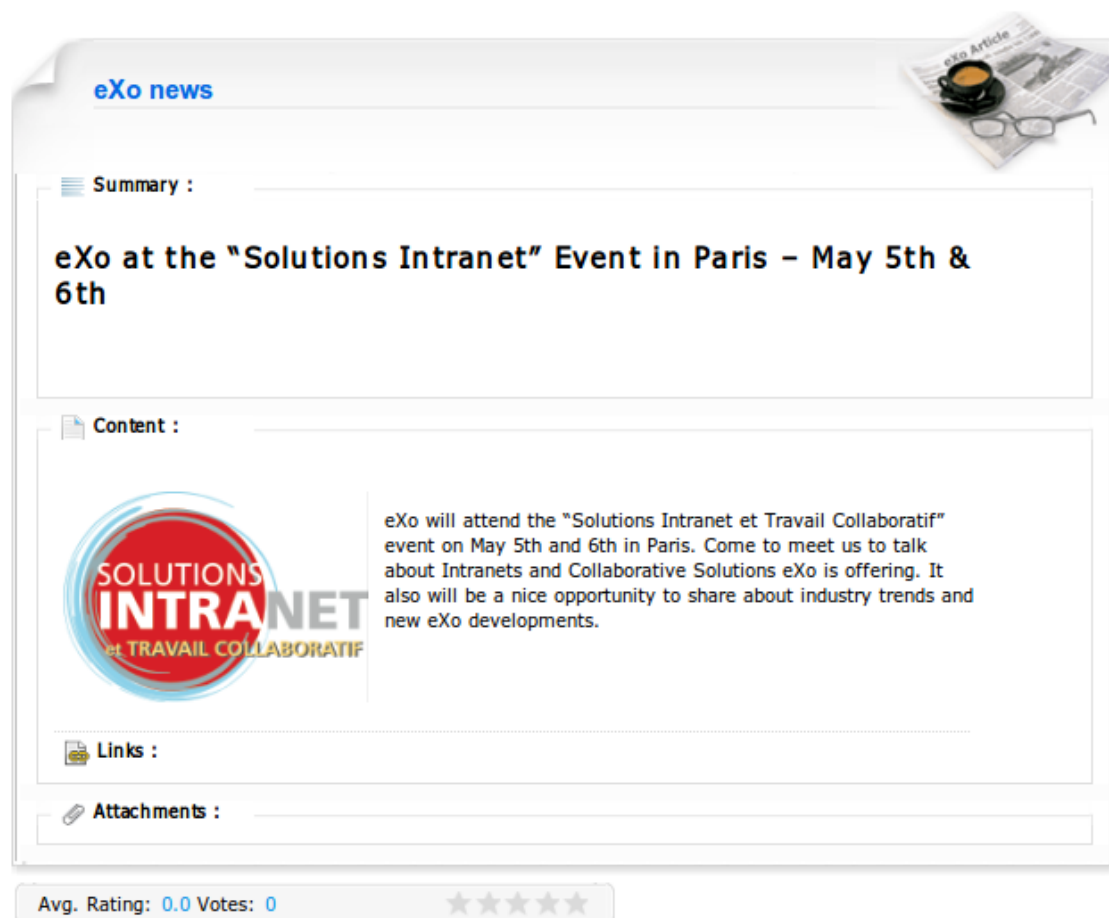 eXo Article
eXo news
Summary :
eXo at the “Solutions Intranet” Event in Paris – May 5th &
6th
Content :
SOLUTIONS
INTRANET
et TRAVAIL COLLABORATIF
eXo will attend the “Solutions Intranet et Travail Collaboratif”
event on May 5th and 6th in Paris. Come to meet us to talk
about Intranets and Collaborative Solutions eXo is offering. It
also will be a nice opportunity to share about industry trends and
new eXo developments.
Links :
Attachments :
Avg. Rating: 0.0 Votes: 0